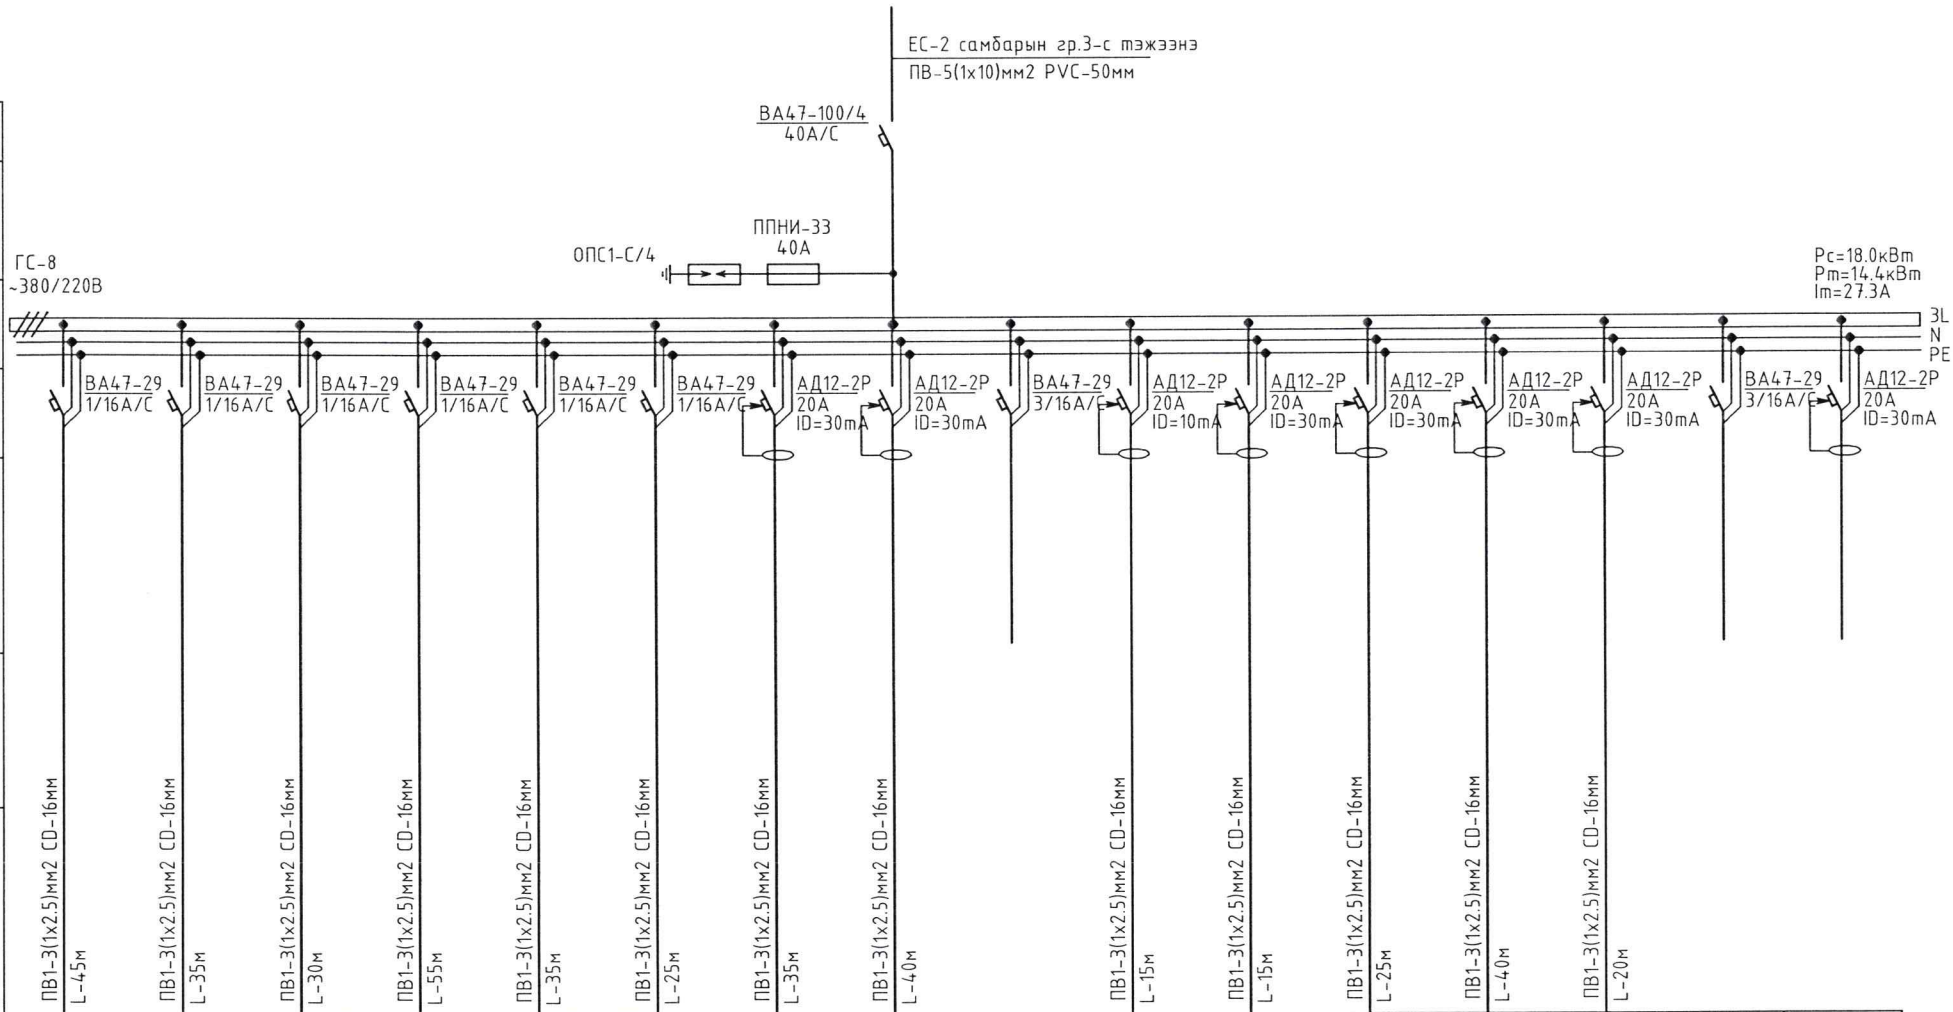 ЕС-2 самбарын гр.3-с тэжээнэ
ПВ-5(1х10)мм2 PVC-50мм
ВА47-100/4
40А/С
ППНИ-33
40А
ОПС1-С/4
ГС-8
~380/220В
Рс=18.0кВт
Рт=14.4кВт
Iт=27.3А
3L
N
PE
ВА47-29
1/16А/С
ВА47-29
1/16А/С
ВА47-29
1/16А/С
ВА47-29
1/16А/С
ВА47-29
1/16А/С
ВА47-29
1/16А/С
АД12-2Р
20А
ID=30mA
АД12-2Р
20А
ID=30mA
ВА47-29
3/16А/С
АД12-2Р
20А
ID=10mA
АД12-2Р
20А
ID=30mA
АД12-2Р
20А
ID=30mA
АД12-2Р
20А
ID=30mA
АД12-2Р
20А
ID=30mA
ВА47-29
3/16А/С
АД12-2Р
20А
ID=30mA
ПВ1-3(1х2.5)мм2 CD-16мм
L-45м
ПВ1-3(1х2.5)мм2 CD-16мм
L-35м
ПВ1-3(1х2.5)мм2 CD-16мм
L-30м
ПВ1-3(1х2.5)мм2 CD-16мм
L-55м
ПВ1-3(1х2.5)мм2 CD-16мм
L-35м
ПВ1-3(1х2.5)мм2 CD-16мм
L-25м
ПВ1-3(1х2.5)мм2 CD-16мм
L-35м
ПВ1-3(1х2.5)мм2 CD-16мм
L-40м
ПВ1-3(1х2.5)мм2 CD-16мм
L-15м
ПВ1-3(1х2.5)мм2 CD-16мм
L-15м
ПВ1-3(1х2.5)мм2 CD-16мм
L-25м
ПВ1-3(1х2.5)мм2 CD-16мм
L-40м
ПВ1-3(1х2.5)мм2 CD-16мм
L-20м